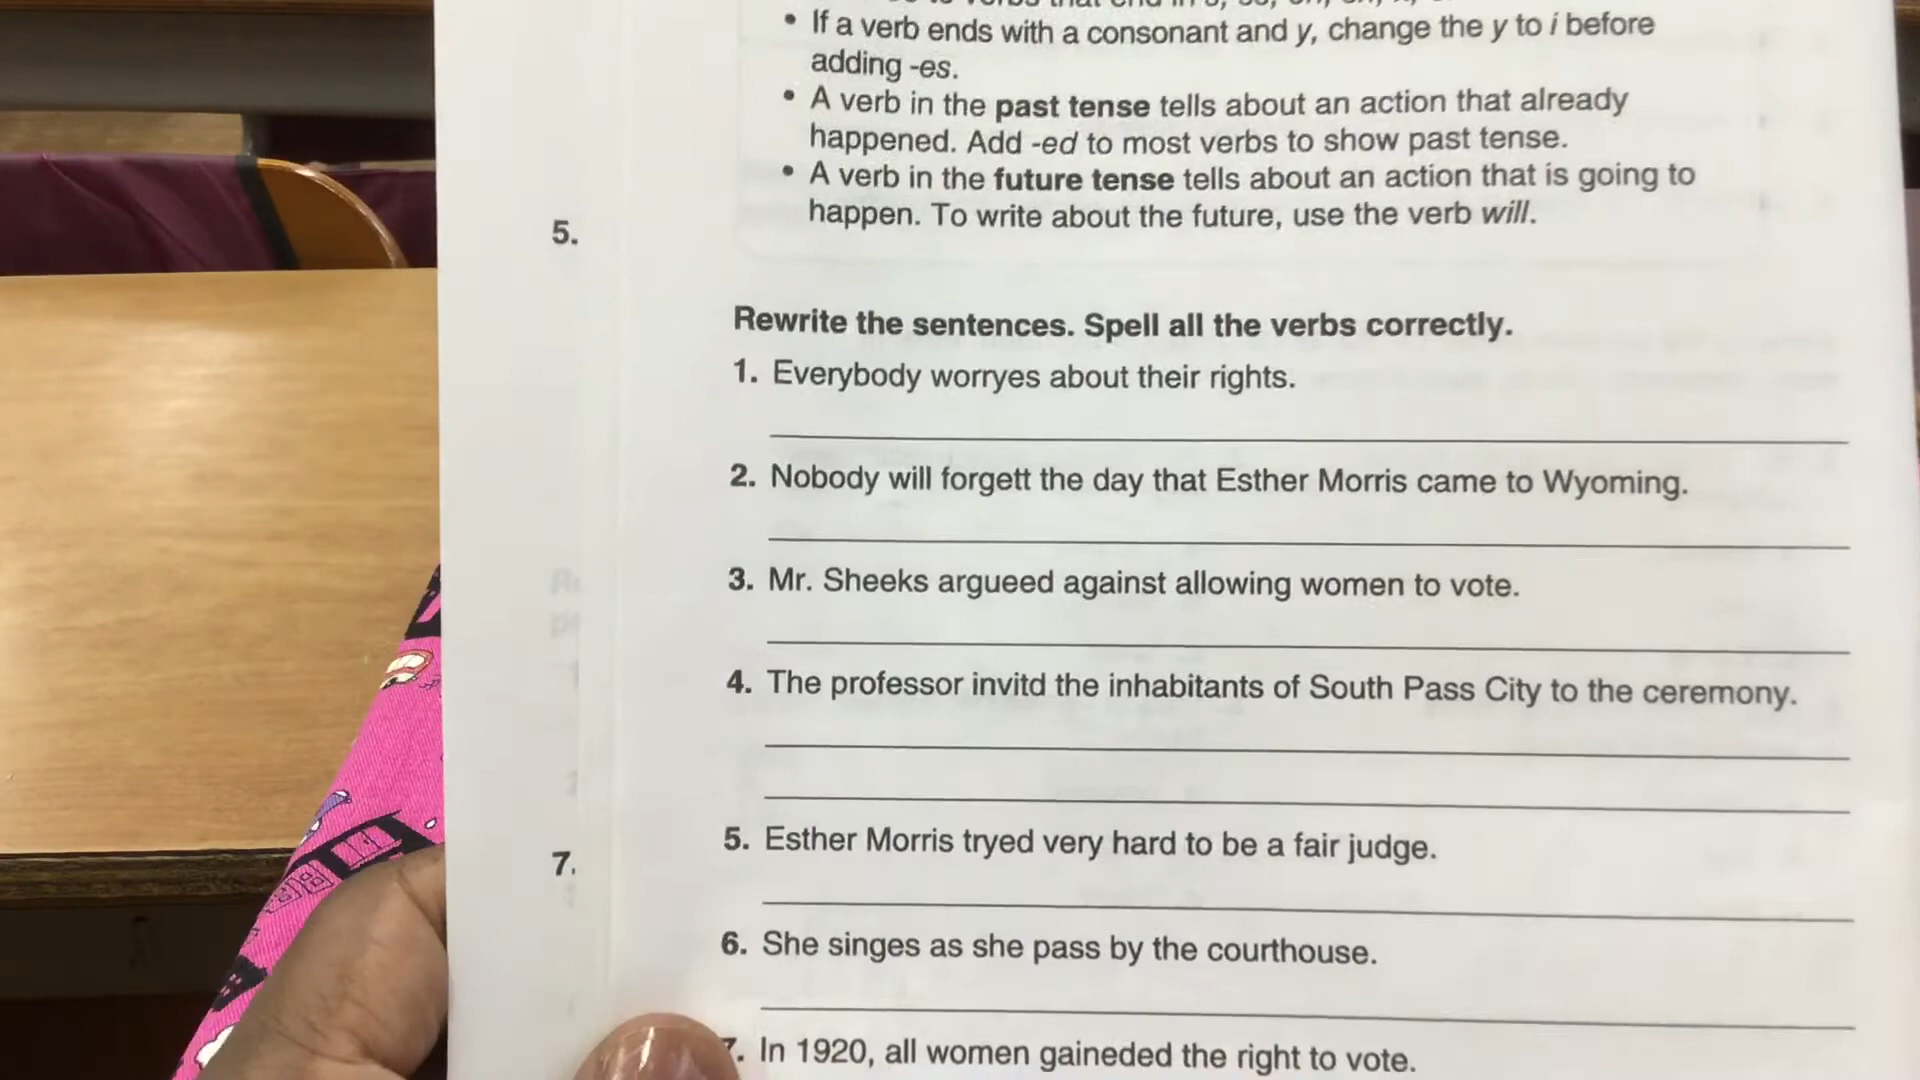 • If a verb ends with a consonant and y, change the y to i before
adding -es.
• A verb in the past tense tells about an action that already
happened. Add -ed to most verbs to show past tense.
• A verb in the future tense tells about an action that is going to
happen. To write about the future, use the verb will.
5.
Rewrite the sentences. Spell all the verbs correctly.
1. Everybody worryes about their rights.
2. Nobody will forgett the day that Esther Morris came to Wyoming.
3. Mr. Sheeks argueed against allowing women to vote.
4. The professor invitd the inhabitants of South Pass City to the ceremony.
5. Esther Morris tryed very hard to be a fair judge.
7.
6. She singes as she pass by the courthouse.
7. In 1920, all women gaineded the right to vote.